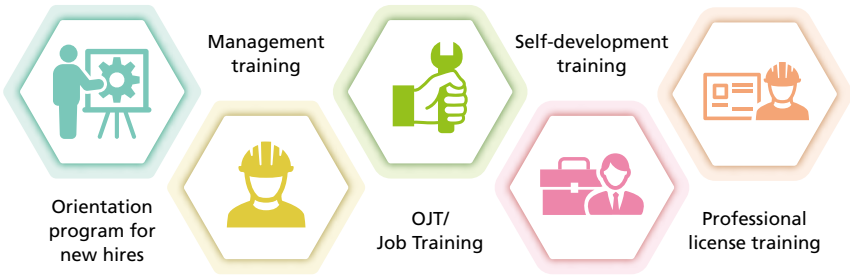 Orientation
program for
new hires
Management
training
OJT/
Job Training
Self-development
training
Professional
license training